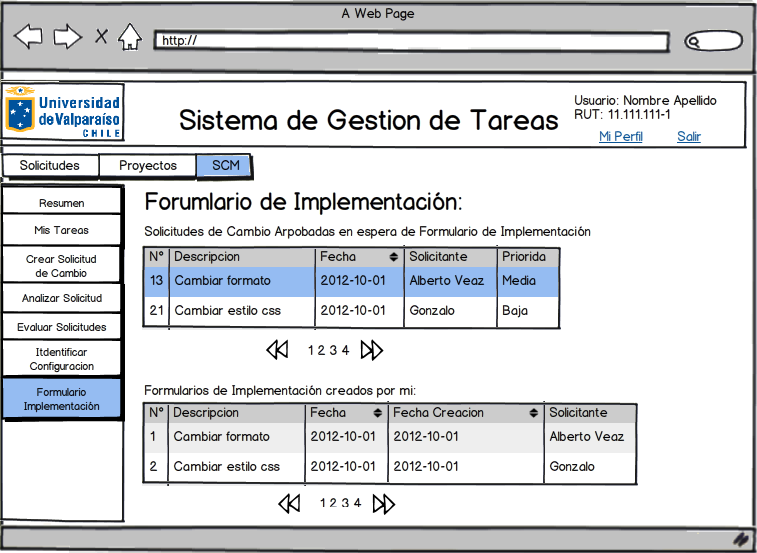 A Web Page
http://
Universidad
de Valparaíso
CHILE
Sistema de Gestion de Tareas
Usuario: Nombre Apellido
RUT: 11.111.111-1
Mi Perfil Salir
Solicitudes Proyectos SCM
Resumen
Mis Tareas
Crear Solicitud
de Cambio
Analizar Solicitud
Evaluar Solicitudes
Itdentificar
Configuracion
Formulario
Implementación
Forumlario de Implementación:
Solicitudes de Cambio Arpobadas en espera de Formulario de Implementación
Nº Descripcion Fecha Solicitante Priorida
13 Cambiar formato 2012-10-01 Alberto Veaz Media
21 Cambiar estilo css 2012-10-01 Gonzalo Baja
1 2 3 4
Formularios de Implementación creados por mi:
Nº Descripcion Fecha Fecha Creacion Solicitante
1 Cambiar formato 2012-10-01 2012-10-01 Alberto Veaz
2 Cambiar estilo css 2012-10-01 2012-10-01 Gonzalo
1 2 3 4